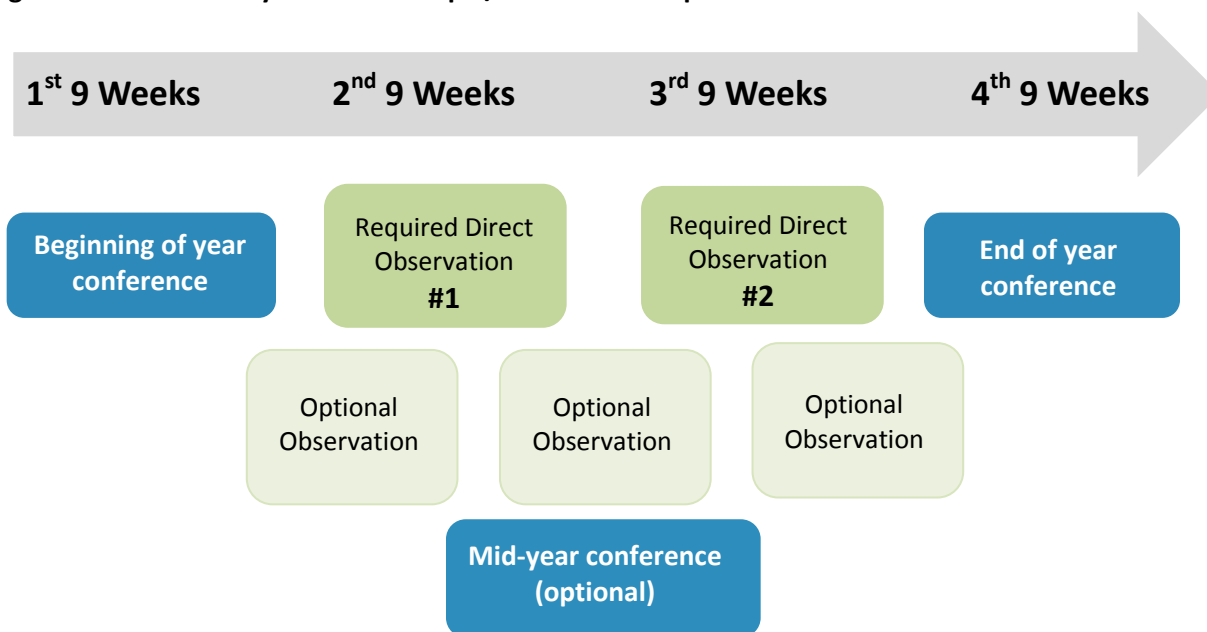 1st 9 Weeks
2nd 9 Weeks
3rd 9 Weeks
4th 9 Weeks
Beginning of year
conference
Required Direct
Observation
#1
Required Direct
Observation
#2
End of year
conference
Optional
Observation
Optional
Observation
Optional
Observation
Mid-year conference
(optional)